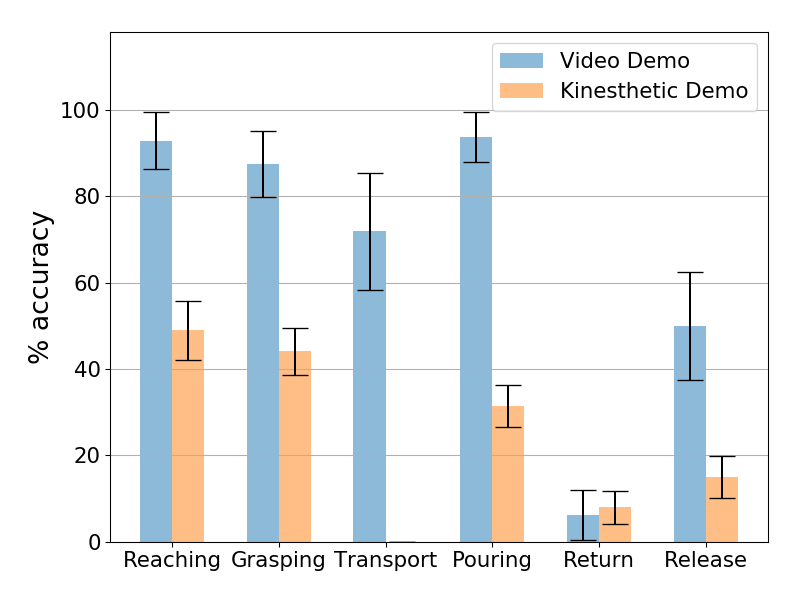 Video Demo
Kinesthetic Demo
% accuracy
100
80
60
40
20
0
Reaching Grasping Transport Pouring Return Release